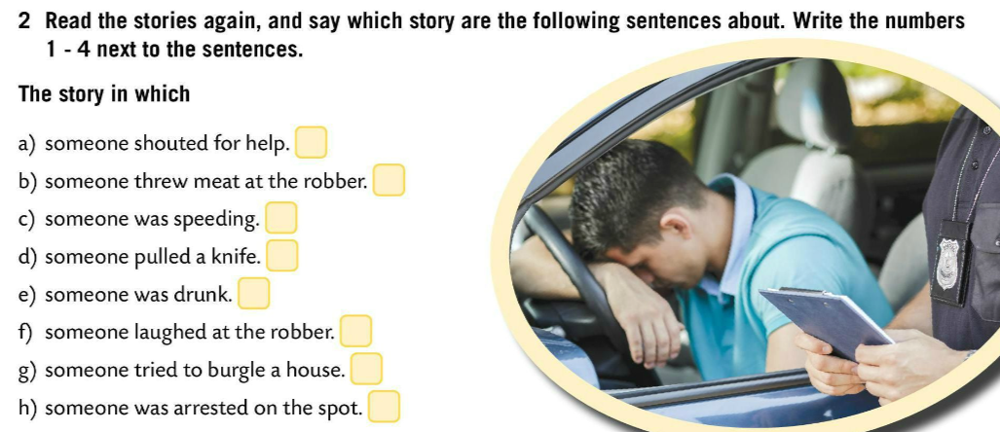 2 Read the stories again, and say which story are the following sentences about. Write the numbers
1 - 4 next to the sentences.
The story in which
a) someone shouted for help.
b) someone threw meat at the robber.
c) someone was speeding.
d) someone pulled a knife.
e) someone was drunk.
f) someone laughed at the robber.
g) someone tried to burgle a house.
h) someone was arrested on the spot.